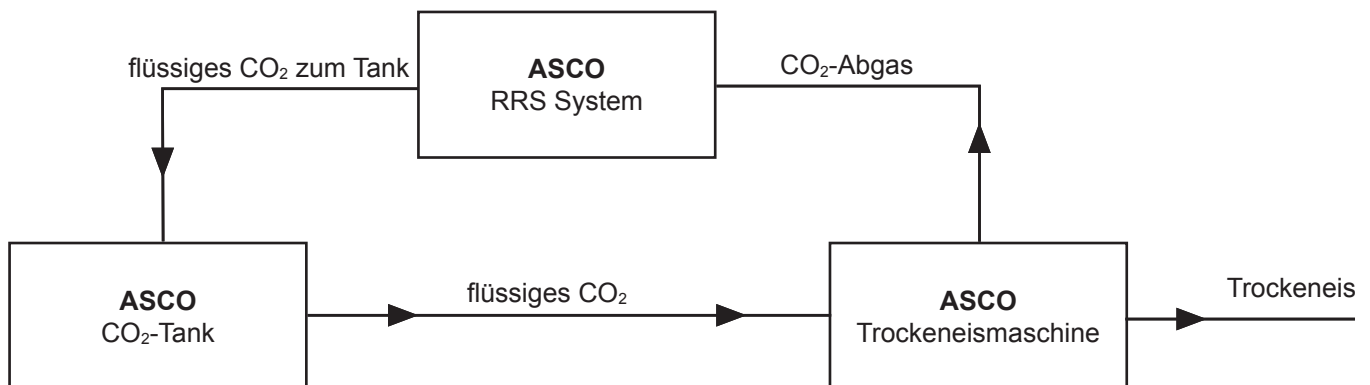 flüssiges CO₂ zum Tank
ASCO
RRS System
CO₂-Abgas
ASCO
CO₂-Tank
flüssiges CO₂
ASCO
Trockeneismaschine
Trockeneis